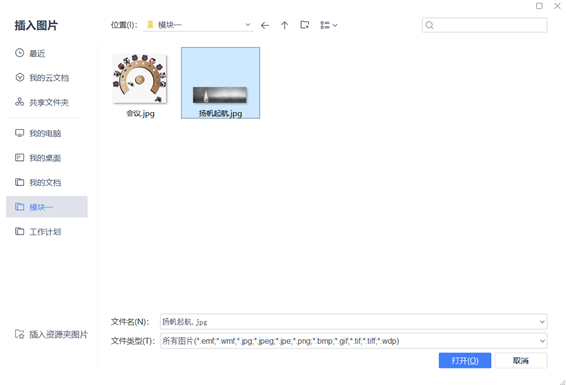 插入图片
位置(I): 模块一
最近
我的云文档
共享文件夹
我的电脑
我的桌面
我的文档
模块一
工作计划
插入资源夹图片
会议.jpg
扬帆起航.jpg
文件名(N): 扬帆起航.jpg
文件类型(T): 所有图片(*.emf;*.wmf;*.jpg;*.jpeg;*.jpe;*.png;*.bmp;*.gif;*.tif;*.tiff;*.wdp)
打开(O) 取消